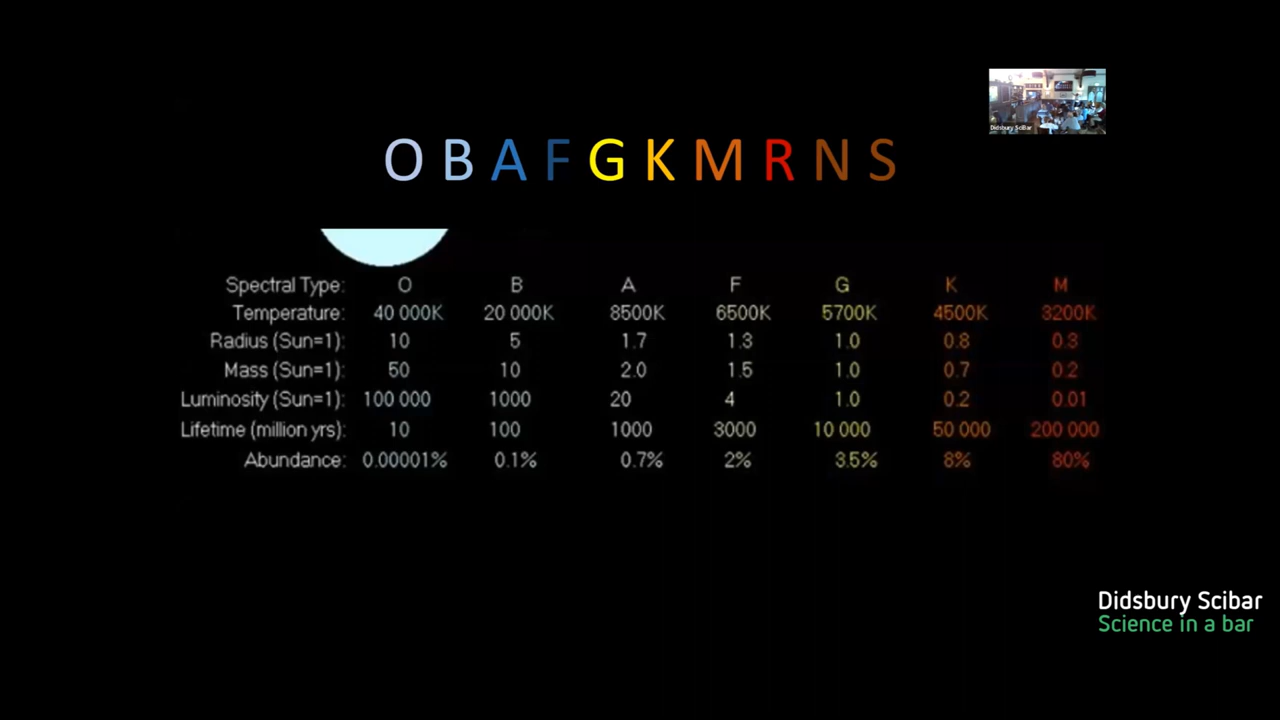 Didsbury SciBar
O B A F G K M R N S
Spectral Type: O B A F G K M
Temperature: 40 000K 20 000K 8500K 6500K 5700K 4500K 3200K
Radius (Sun=1): 10 5 1.7 1.3 1.0 0.8 0.3
Mass (Sun=1): 50 10 2.0 1.5 1.0 0.7 0.2
Luminosity (Sun=1): 100 000 1000 20 4 1.0 0.2 0.01
Lifetime (million yrs): 10 100 1000 3000 10 000 50 000 200 000
Abundance: 0.00001% 0.1% 0.7% 2% 3.5% 8% 80%
Didsbury Scibar
Science in a bar